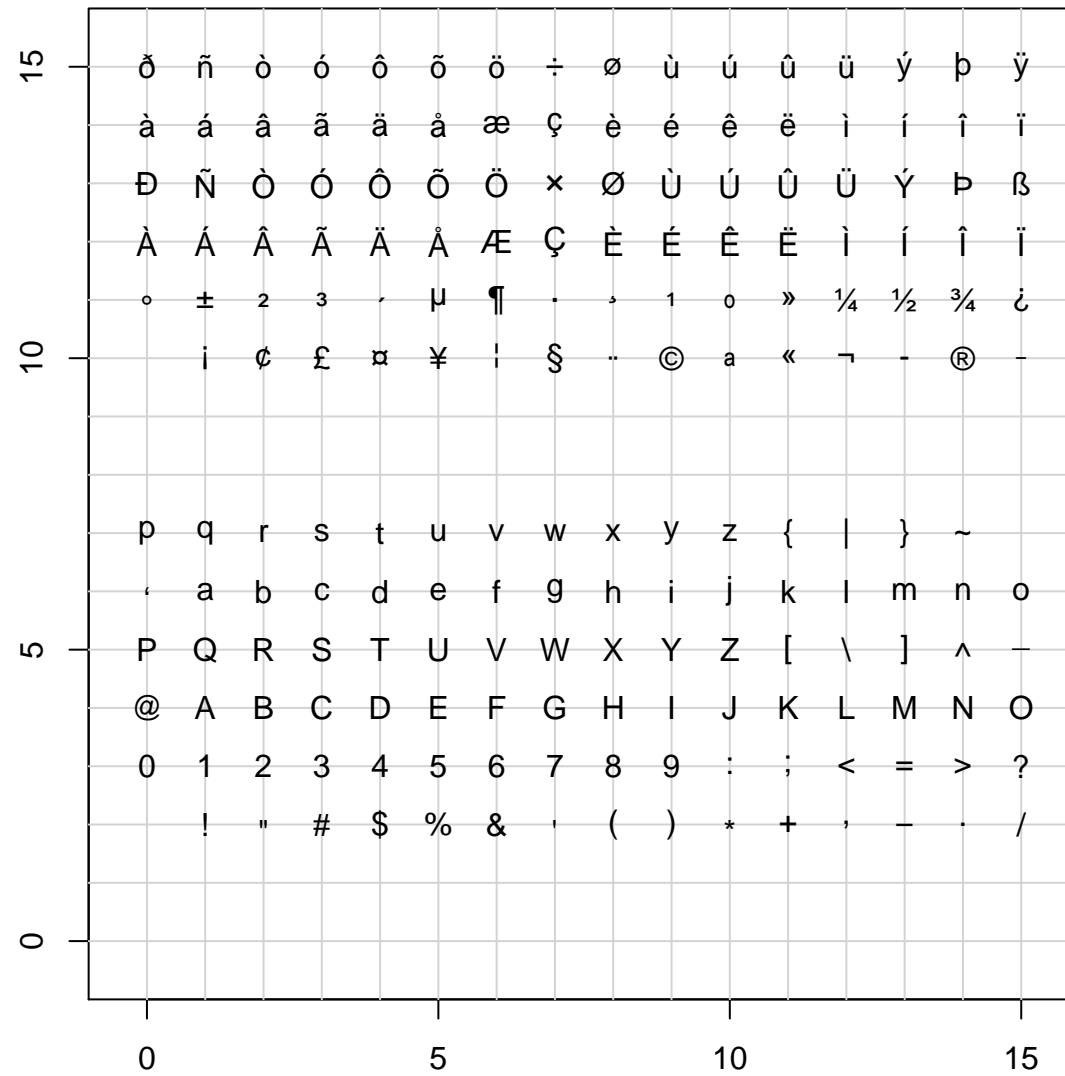 15 ð ñ ò ó ô õ ö ÷ ø ù ú û ü ý þ ÿ
à á â ã ä å æ ç è é ê ë ì í î ï
Ð Ñ Ò Ó Ô Õ Ö × Ø Ù Ú Û Ü Ý Þ ß
À Á Â Ã Ä Å Æ Ç È É Ê Ë Ì Í Î Ï
° ± ² ³ ´ µ ¶ · ¸ ¹ º » ¼ ½ ¾ ¿
10 ¡ ¢ £ ¤ ¥ ¦ § ¨ © ª « ¬ - ® ¯
p q r s t u v w x y z { | } ~
‘ a b c d e f g h i j k l m n o
5 P Q R S T U V W X Y Z [ \ ] ^ _
@ A B C D E F G H I J K L M N O
0 1 2 3 4 5 6 7 8 9 : ; < = > ?
! " # $ % & ' ( ) * + , − . /
0
0 5 10 15